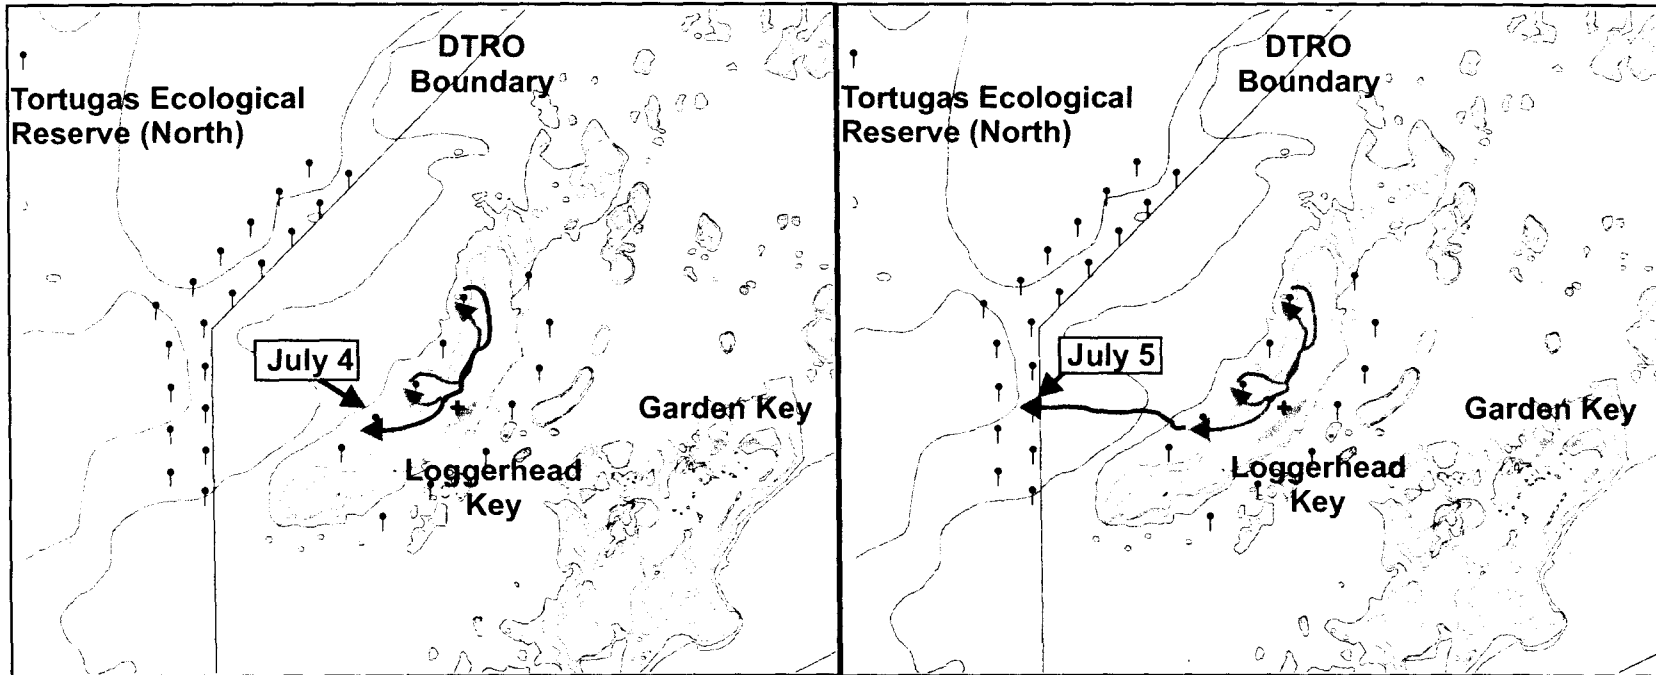 DTRO
Boundary
Tortugas Ecological
Reserve (North)
July 4
Garden Key
Loggerhead
Key
DTRO
Boundary
Tortugas Ecological
Reserve (North)
July 5
Garden Key
Loggerhead
Key